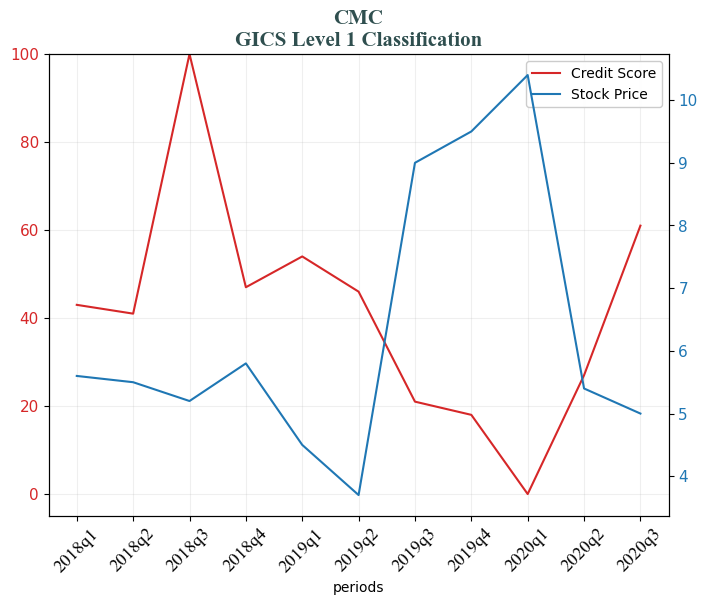 CMC
GICS Level 1 Classification
Credit Score
Stock Price
100
80
60
40
20
0
10
9
8
7
6
5
4
2018q1
2018q2
2018q3
2018q4
2019q1
2019q2
2019q3
2019q4
2020q1
2020q2
2020q3
periods